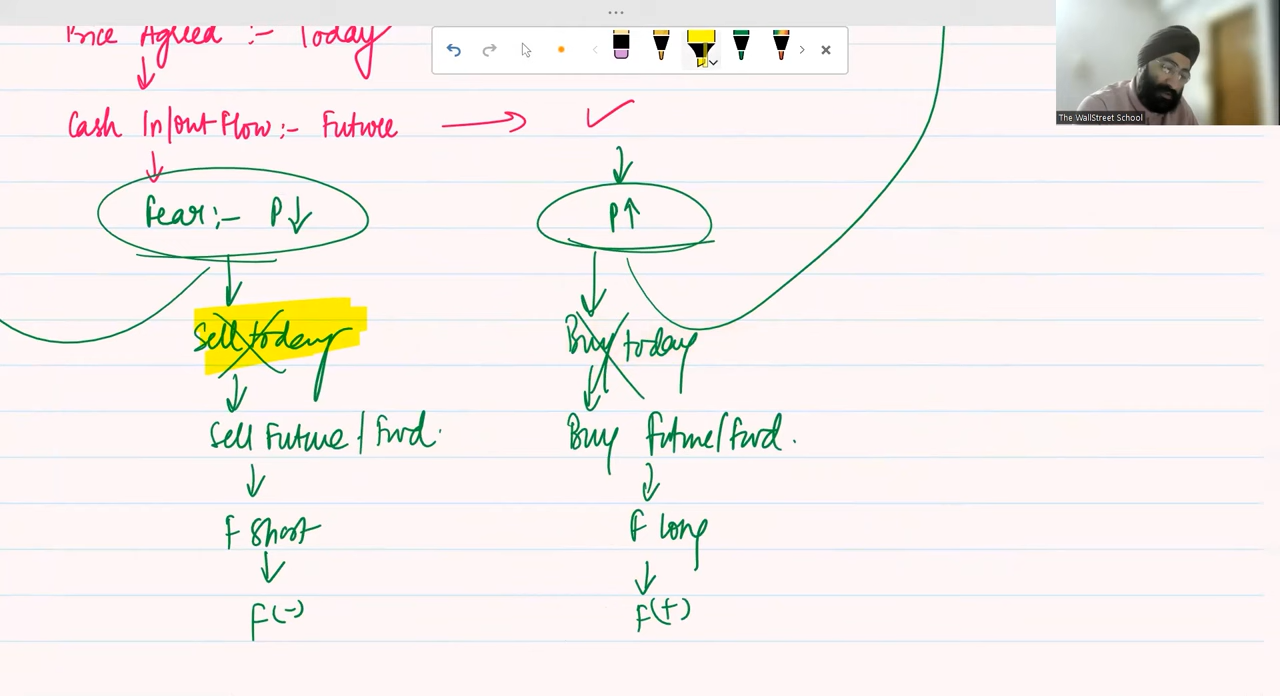 Price Agreed :- Today
Cash In/out Flow :- Future → ✓
Fear :- P↓
P↑
Sell today
Buy today
Sell Future / Fwd.
Buy Future/Fwd.
F Short
F long
F(-)
F(+)
The WallStreet School